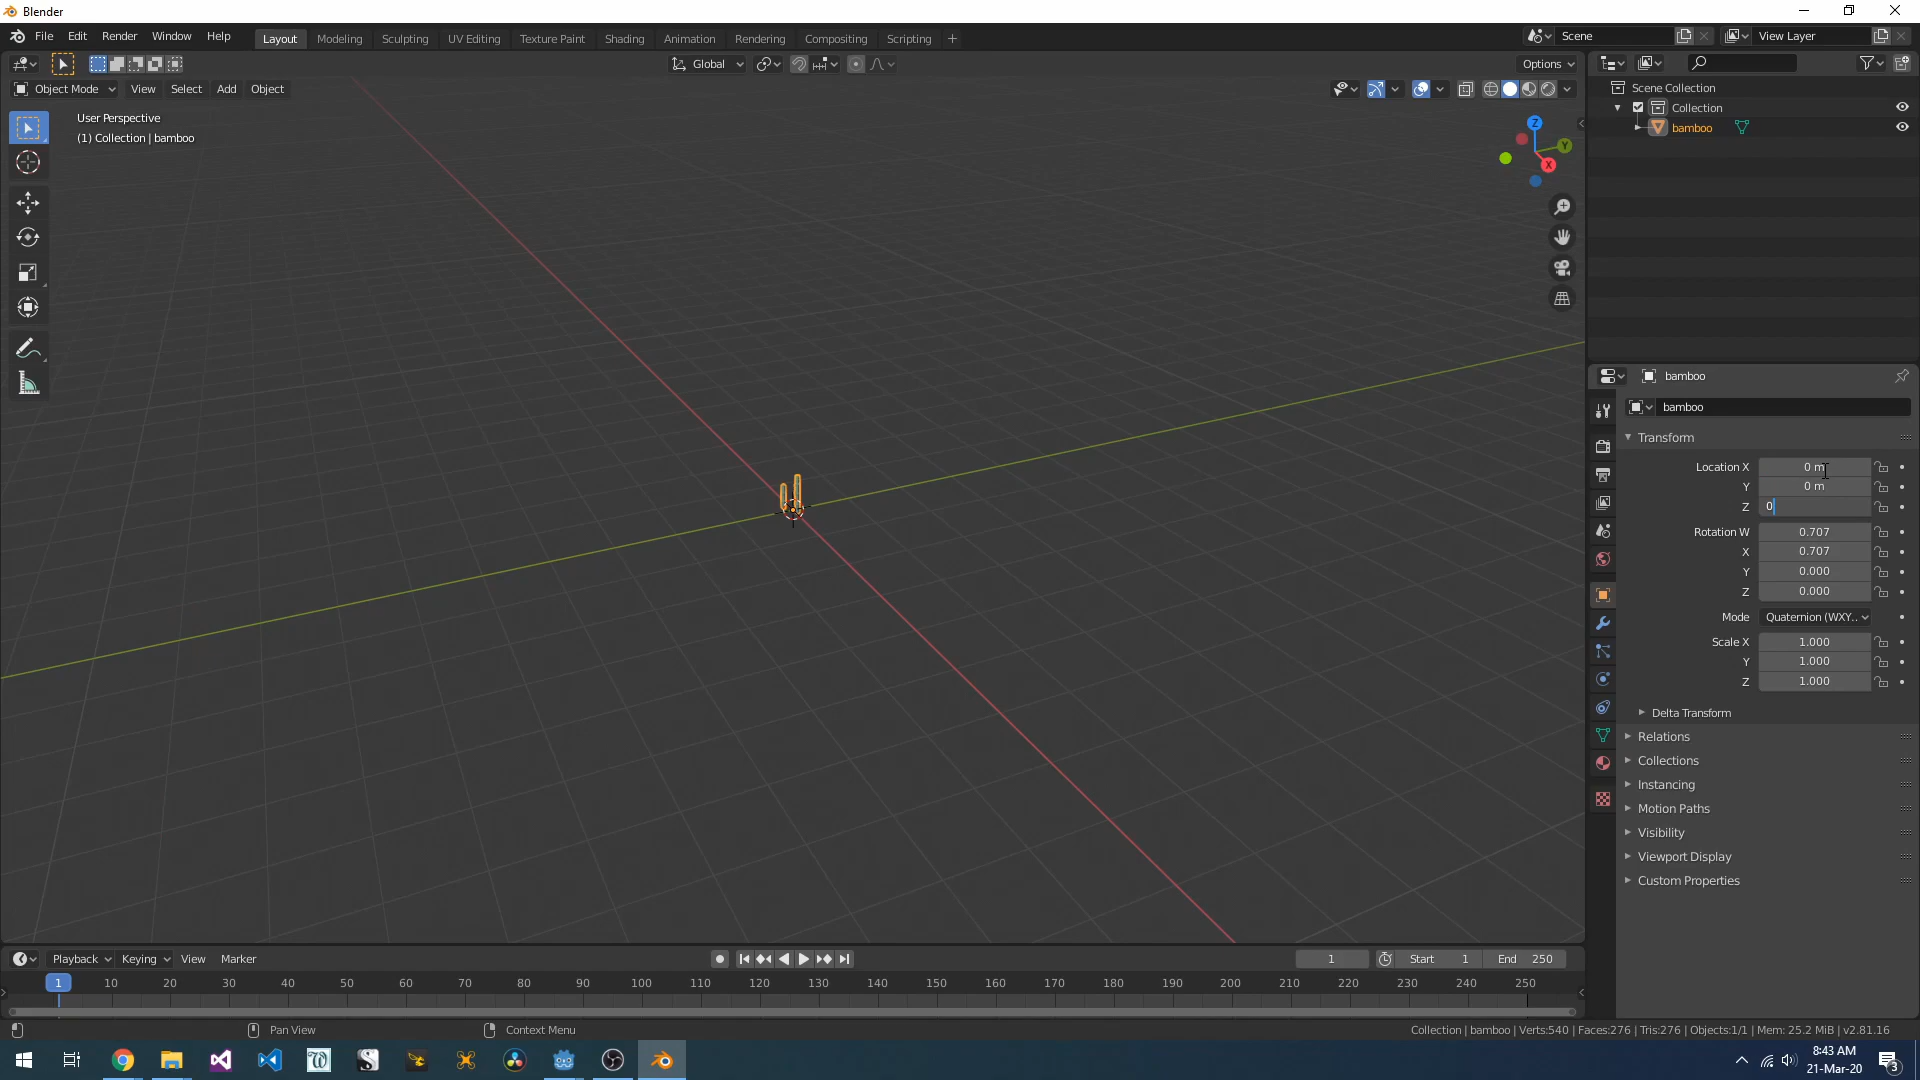 Blender
File Edit Render Window Help
Layout Modeling Sculpting UV Editing Texture Paint Shading Animation Rendering Compositing Scripting +
Scene
View Layer
Global
Options
Object Mode View Select Add Object
User Perspective
(1) Collection | bamboo
Z
Y
X
Scene Collection
Collection
bamboo
bamboo
bamboo
Transform
Location X 0 m
Y 0 m
Z 0
Rotation W 0.707
X 0.707
Y 0.000
Z 0.000
Mode Quaternion (WXY..
Scale X 1.000
Y 1.000
Z 1.000
Delta Transform
Relations
Collections
Instancing
Motion Paths
Visibility
Viewport Display
Custom Properties
Playback Keying View Marker
1 Start 1 End 250
1 10 20 30 40 50 60 70 80 90 100 110 120 130 140 150 160 170 180 190 200 210 220 230 240 250
Pan View
Context Menu
Collection | bamboo | Verts:540 | Faces:276 | Tris:276 | Objects:1/1 | Mem: 25.2 MiB | v2.81.16
8:43 AM
21-Mar-20
3